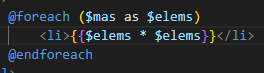 @foreach ($mas as $elems)
<li>{{$elems * $elems}}</li>
@endforeach